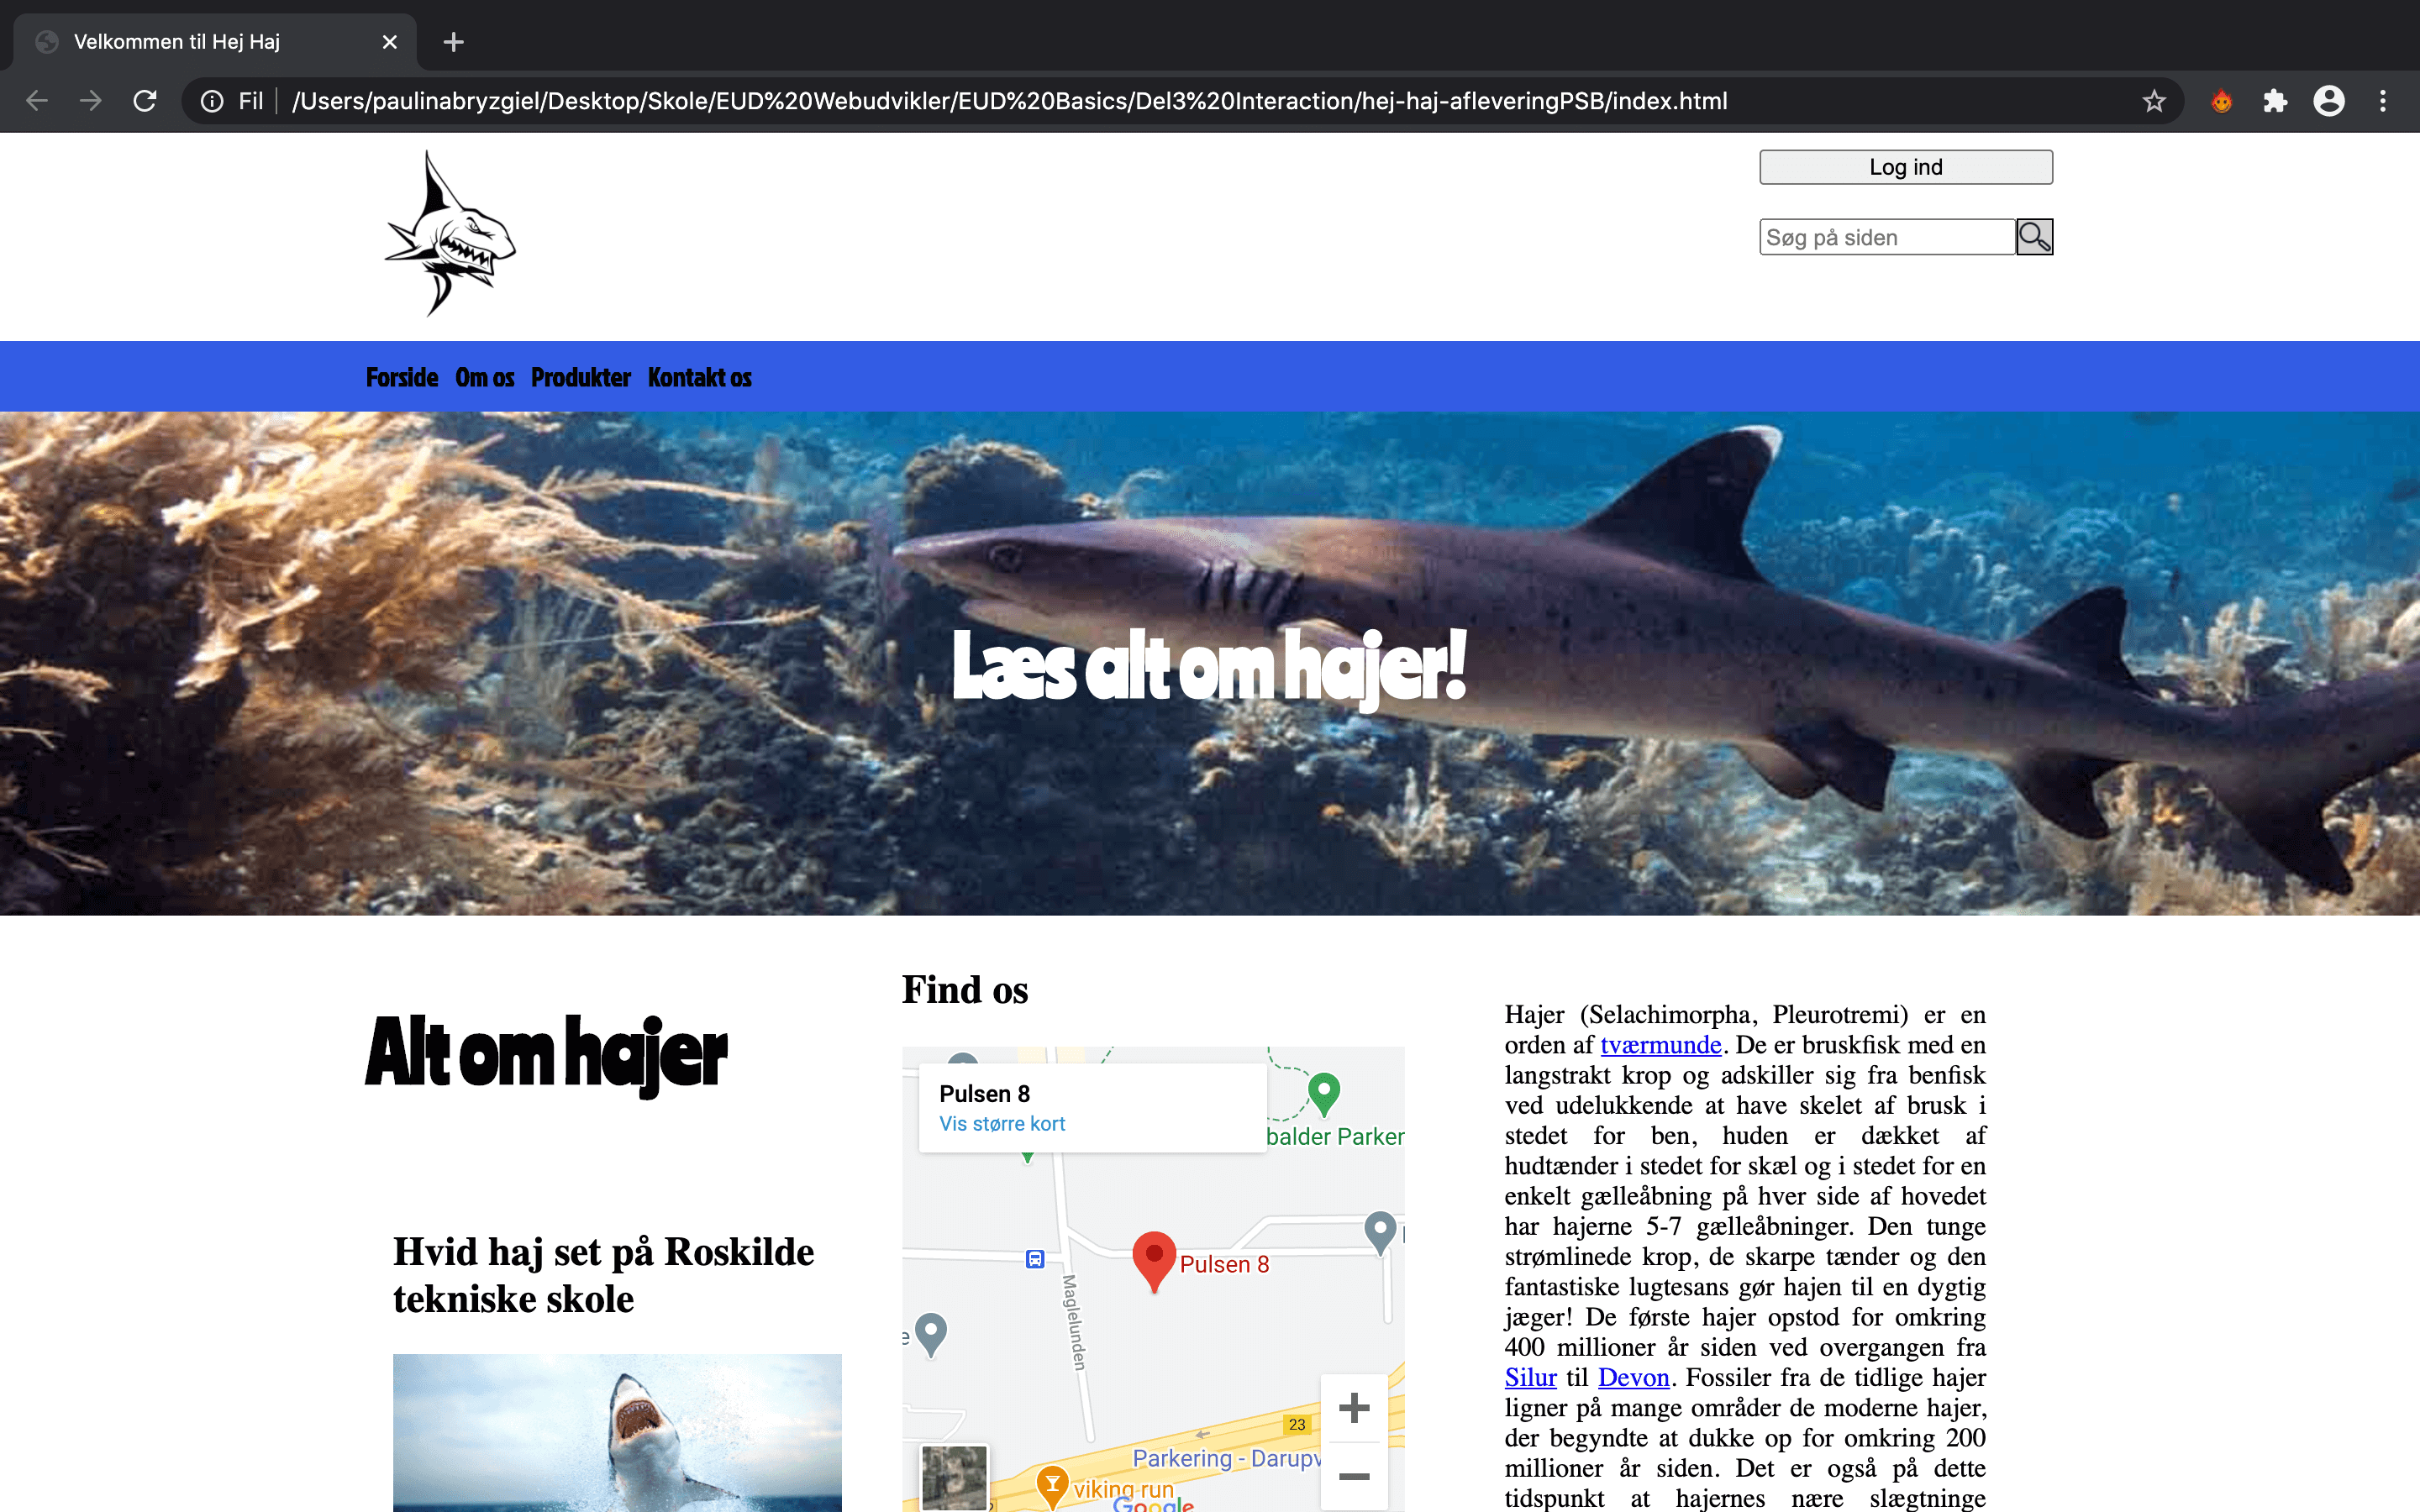 Velkommen til Hej Haj
Fil
/Users/paulinabryzgiel/Desktop/Skole/EUD%20Webudvikler/EUD%20Basics/Del3%20Interaction/hej-haj-afleveringPSB/index.html
Log ind
Søg på siden
Forside Om os Produkter Kontakt os
Læs alt om hajer!
Alt om hajer
Hvid haj set på Roskilde
tekniske skole
Find os
Pulsen 8
Vis større kort
balder Parker
Pulsen 8
Maglelunden
23
Parkering - Darupv
viking run
Google
Hajer (Selachimorpha, Pleurotremi) er en
orden af tværmunde. De er bruskfisk med en
langstrakt krop og adskiller sig fra benfisk
ved udelukkende at have skelet af brusk i
stedet for ben, huden er dækket af
hudtænder i stedet for skæl og i stedet for en
enkelt gælleåbning på hver side af hovedet
har hajerne 5-7 gælleåbninger. Den tunge
strømlinede krop, de skarpe tænder og den
fantastiske lugtesans gør hajen til en dygtig
jæger! De første hajer opstod for omkring
400 millioner år siden ved overgangen fra
Silur til Devon. Fossiler fra de tidlige hajer
ligner på mange områder de moderne hajer,
der begyndte at dukke op for omkring 200
millioner år siden. Det er også på dette
tidspunkt at hajernes nære slægtninge